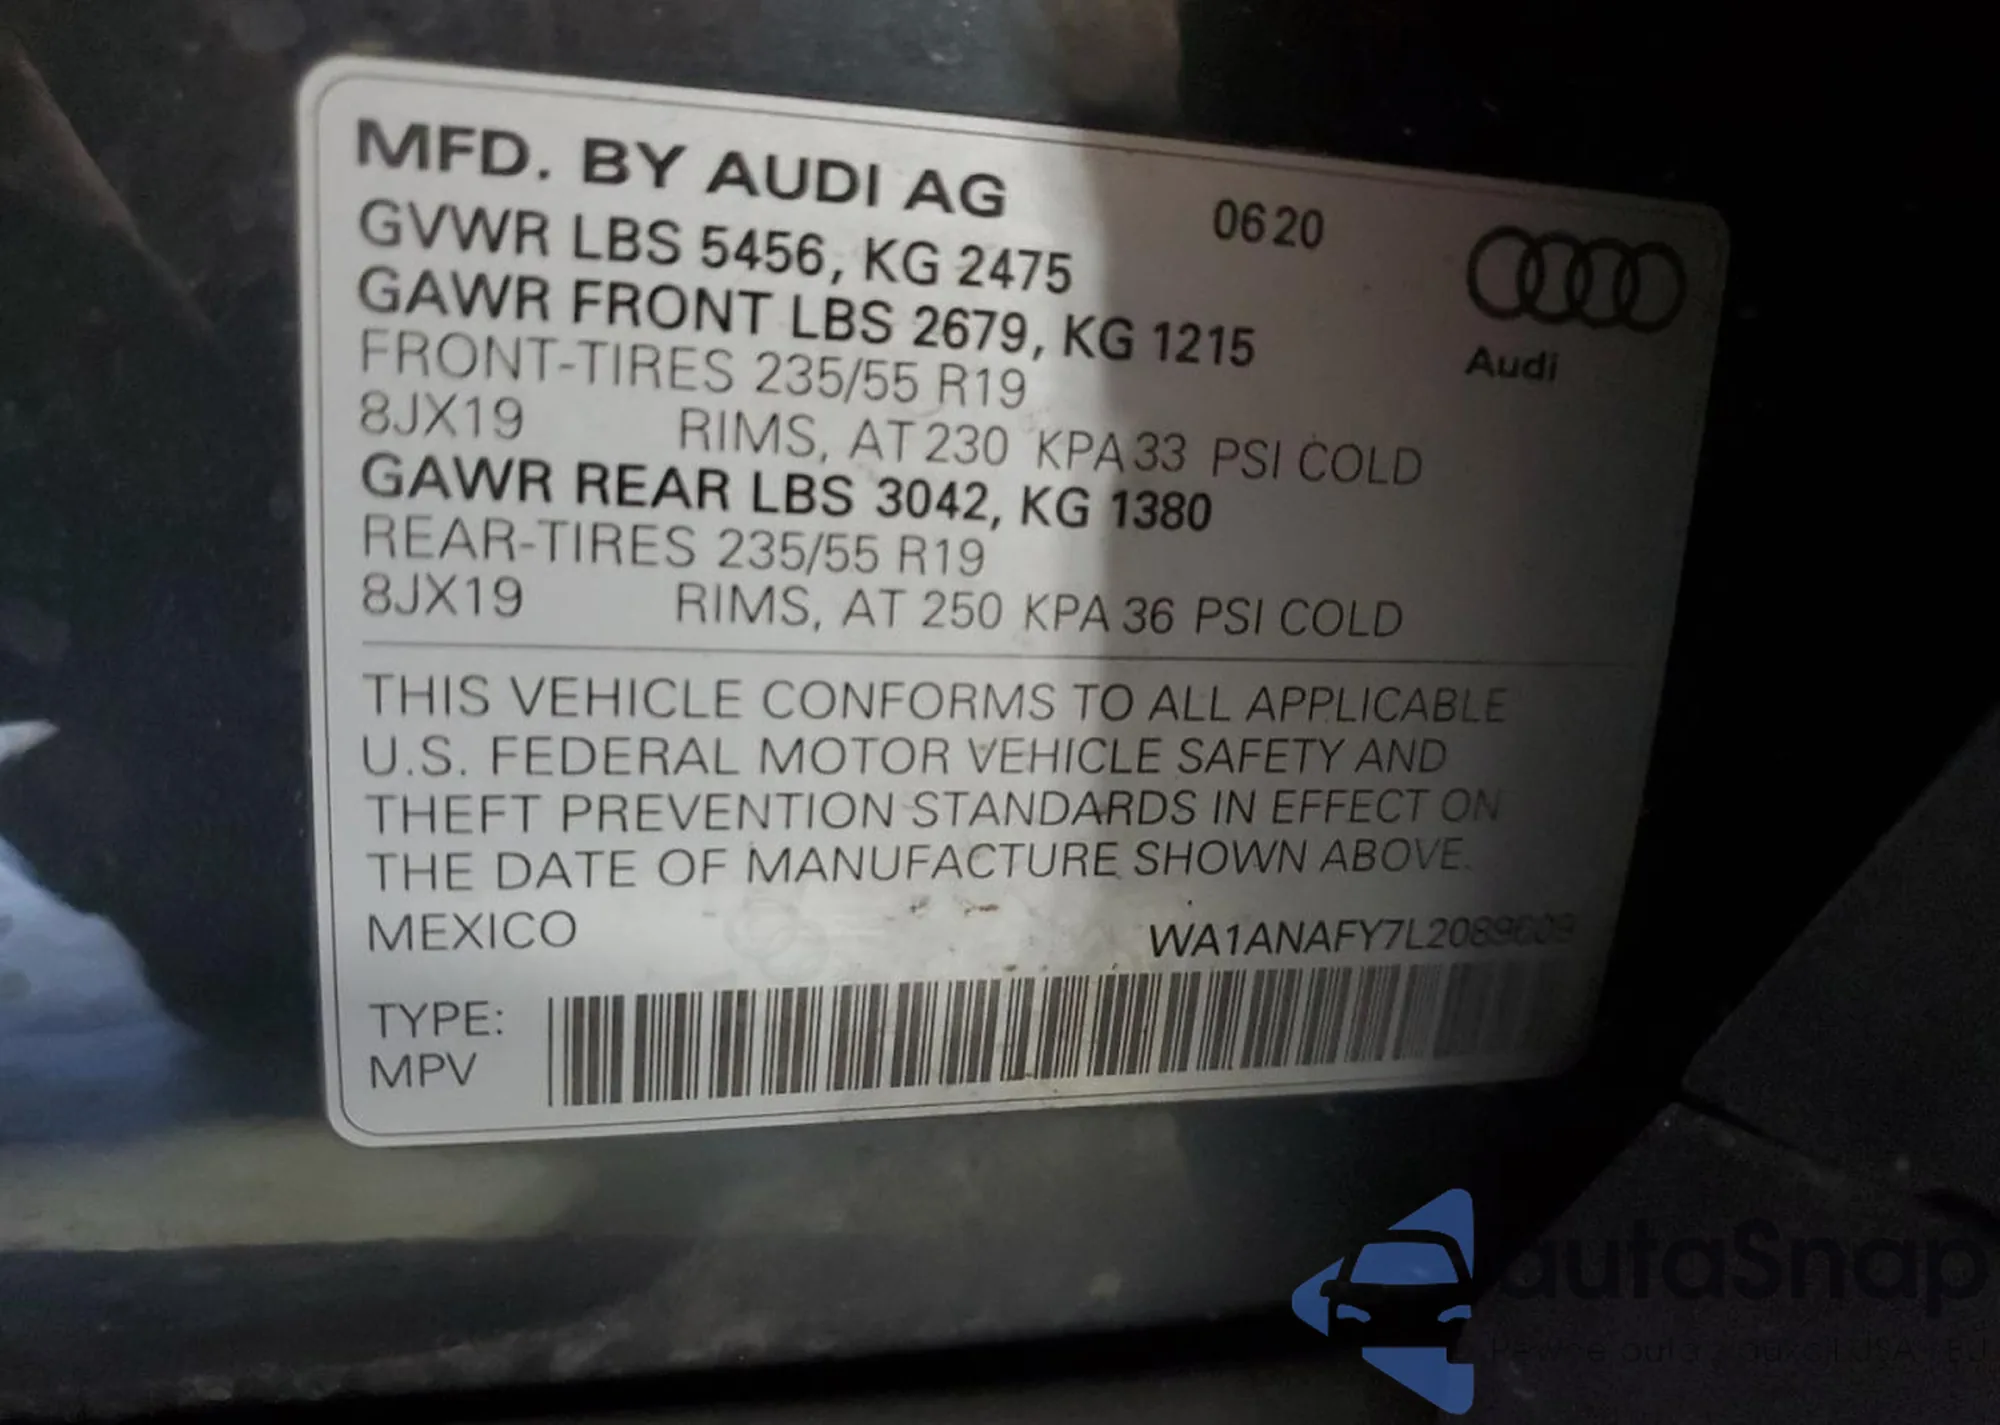 MFD. BY AUDI AG
0620
GVWR LBS 5456, KG 2475
GAWR FRONT LBS 2679, KG 1215
Audi
FRONT-TIRES 235/55 R19
8JX19 RIMS, AT 230 KPA 33 PSI COLD
GAWR REAR LBS 3042, KG 1380
REAR-TIRES 235/55 R19
8JX19 RIMS, AT 250 KPA 36 PSI COLD
THIS VEHICLE CONFORMS TO ALL APPLICABLE
U.S. FEDERAL MOTOR VEHICLE SAFETY AND
THEFT PREVENTION STANDARDS IN EFFECT ON
THE DATE OF MANUFACTURE SHOWN ABOVE.
MEXICO
TYPE:
MPV
autaSnap